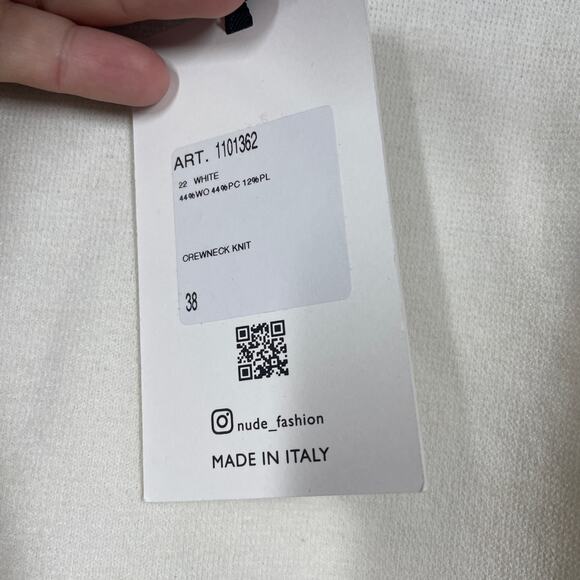 ART. 1101362
22 WHITE
44%WO 44%PC 12%PL
CREWNECK KNIT
38
nude_fashion
MADE IN ITALY